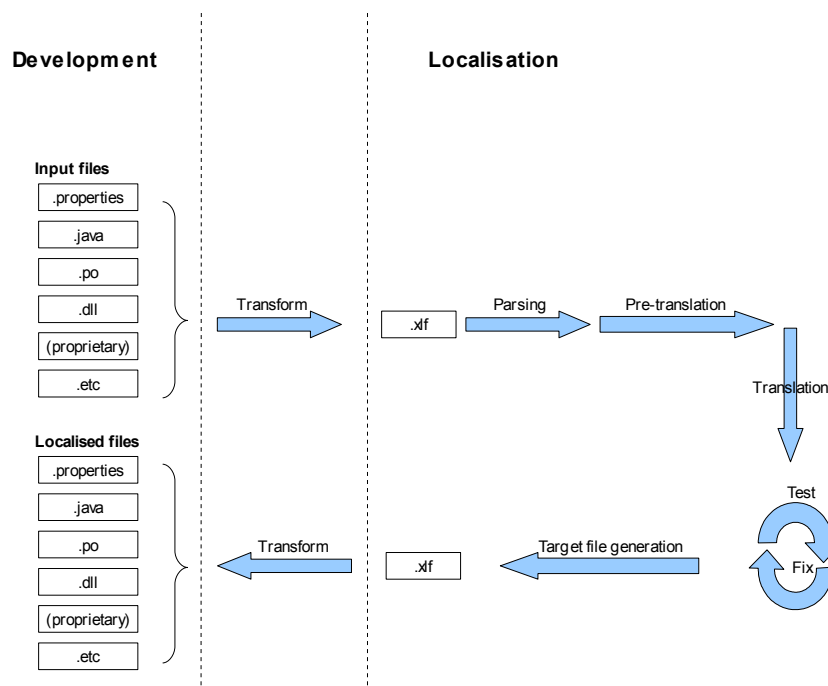 Development
Localisation
Input files
.properties
.java
.po
.dll
(proprietary)
.etc
Transform
.xlf
Parsing
Pre-translation
Translation
Localised files
.properties
.java
.po
.dll
(proprietary)
.etc
Transform
.xlf
Target file generation
Test
Fix